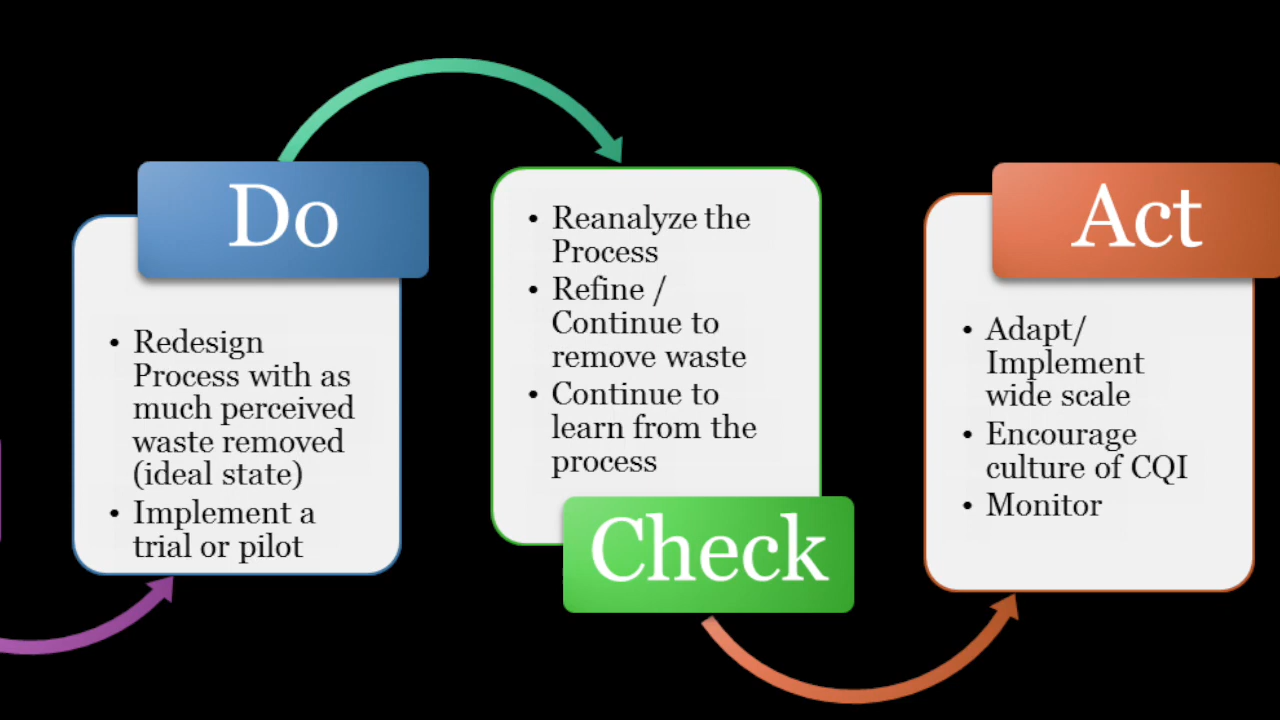 Do
• Redesign
Process with as
much perceived
waste removed
(ideal state)
• Implement a
trial or pilot
• Reanalyze the
Process
• Refine /
Continue to
remove waste
• Continue to
learn from the
process
Check
Act
• Adapt/
Implement
wide scale
• Encourage
culture of CQI
• Monitor